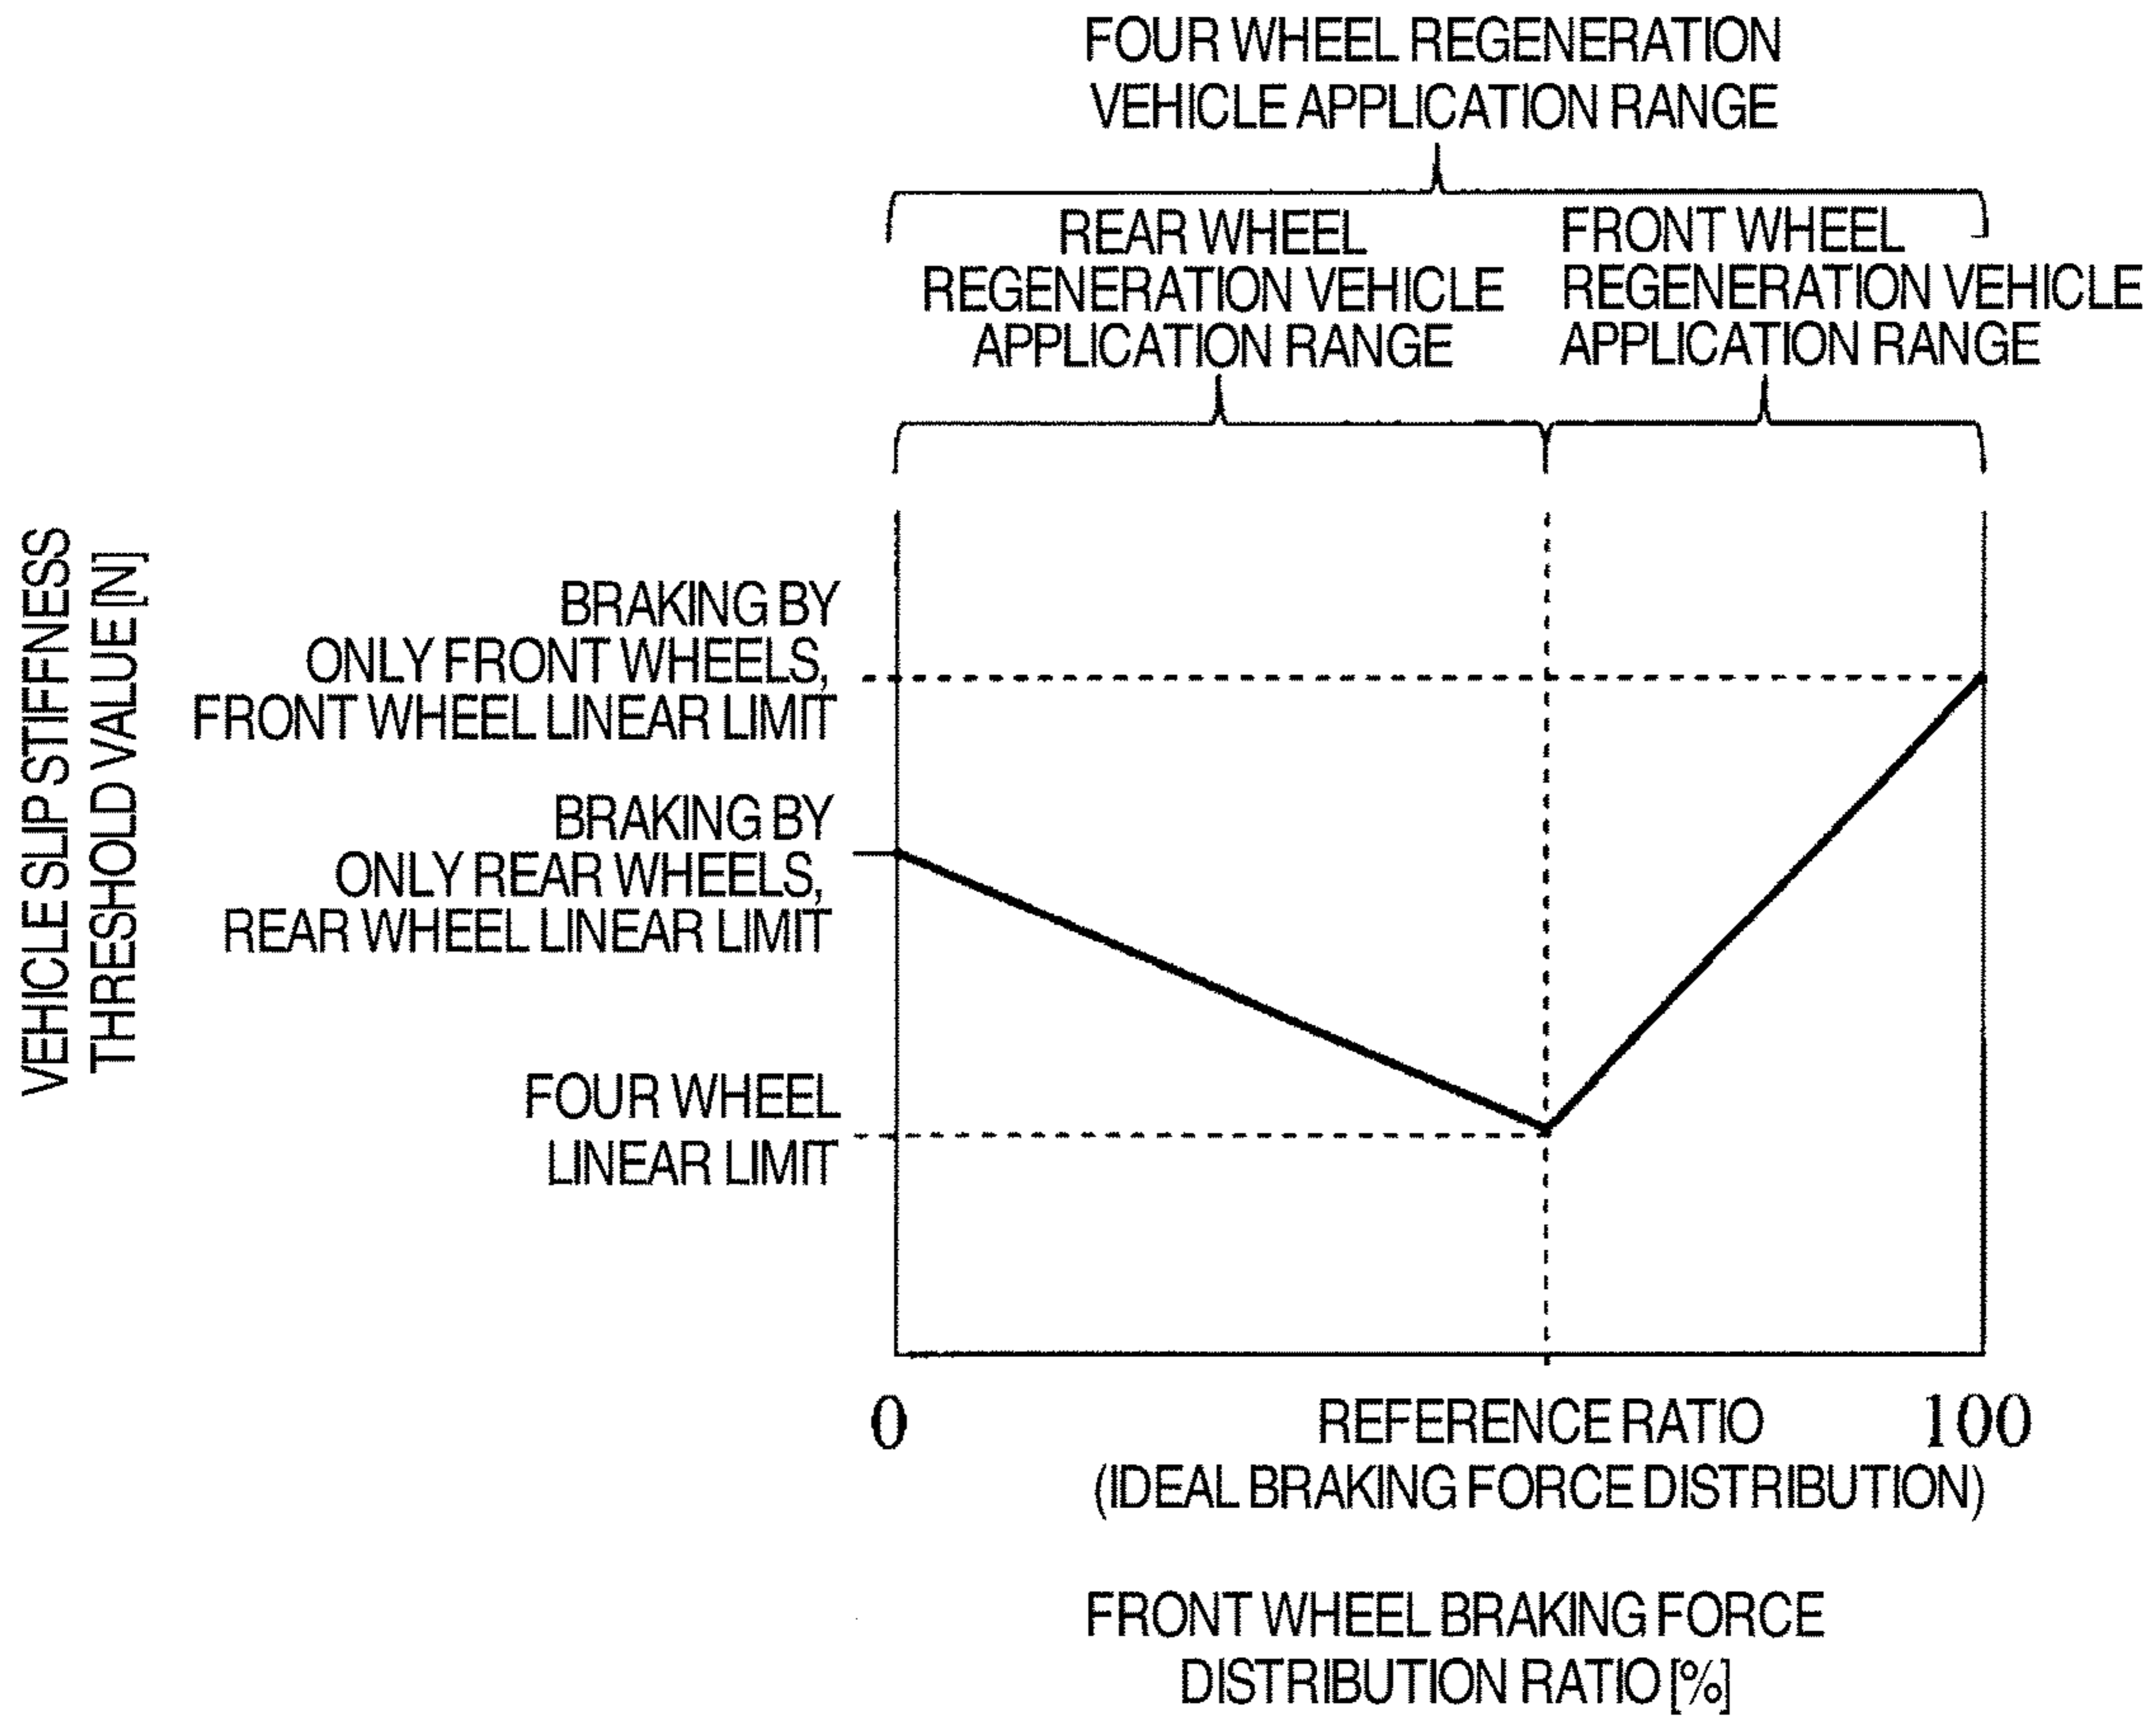 FOUR WHEEL REGENERATION
VEHICLE APPLICATION RANGE
REAR WHEEL
REGENERATION VEHICLE
APPLICATION RANGE
FRONT WHEEL
REGENERATION VEHICLE
APPLICATION RANGE
VEHICLE SLIP STIFFNESS
THRESHOLD VALUE [N]
BRAKING BY
ONLY FRONT WHEELS,
FRONT WHEEL LINEAR LIMIT
BRAKING BY
ONLY REAR WHEELS,
REAR WHEEL LINEAR LIMIT
FOUR WHEEL
LINEAR LIMIT
0
REFERENCE RATIO
(IDEAL BRAKING FORCE DISTRIBUTION)
100
FRONT WHEEL BRAKING FORCE
DISTRIBUTION RATIO [%]